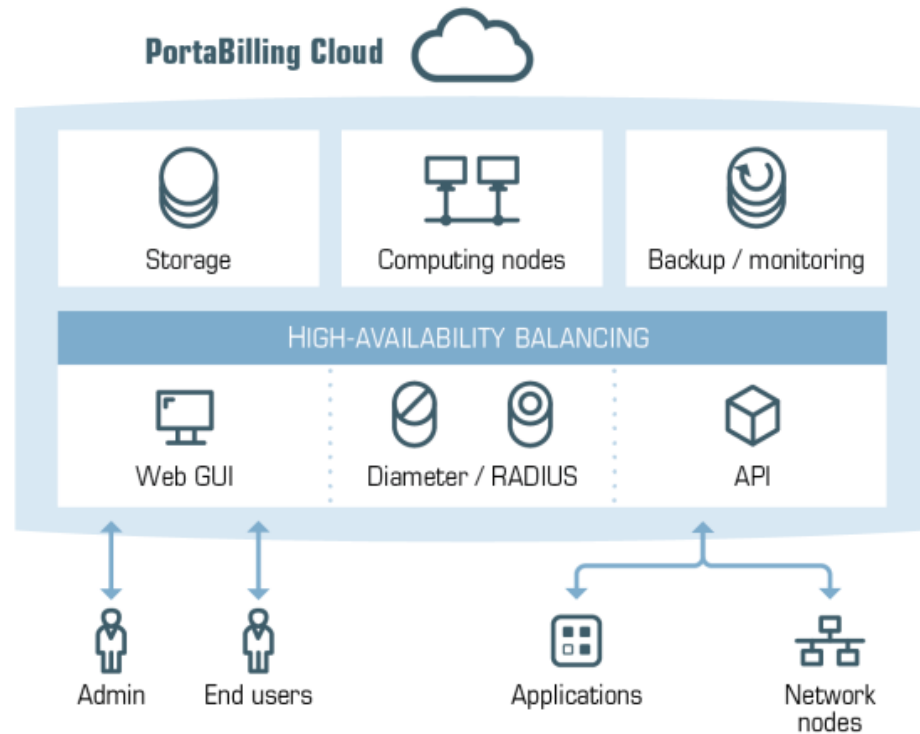 PortaBilling Cloud
Storage
Computing nodes
Backup / monitoring
HIGH-AVAILABILITY BALANCING
Web GUI
Diameter / RADIUS
API
Admin
End users
Applications
Network
nodes